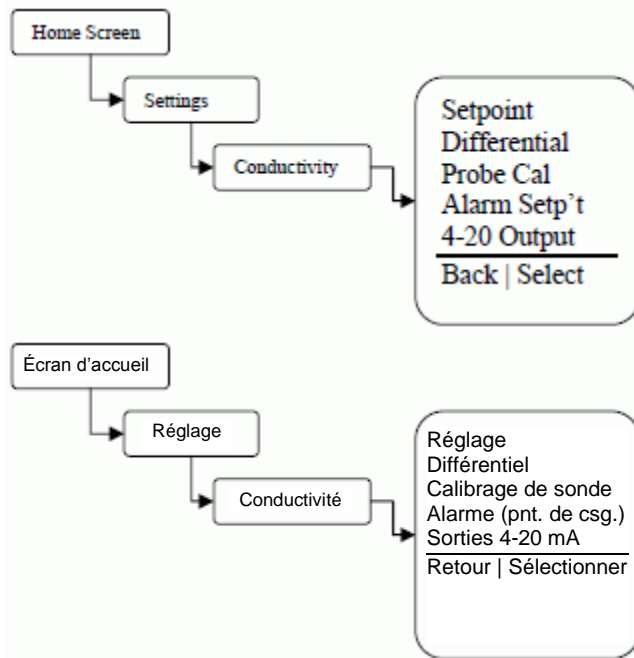 Home Screen
Settings
Conductivity
Setpoint
Differential
Probe Cal
Alarm Setp't
4-20 Output
Back | Select
Écran d'accueil
Réglage
Conductivité
Réglage
Différentiel
Calibrage de sonde
Alarme (pnt. de csg.)
Sorties 4-20 mA
Retour | Sélectionner